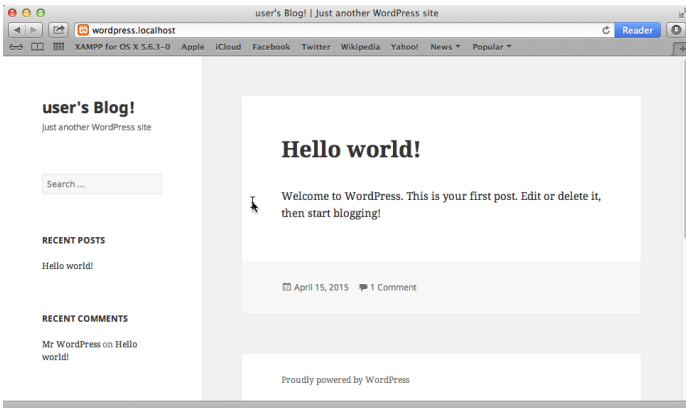 user's Blog! | Just another WordPress site
wordpress.localhost
Reader
XAMPP for OS X 5.6.3-0 Apple iCloud Facebook Twitter Wikipedia Yahoo! News Popular
user's Blog!
Just another WordPress site
Search ...
RECENT POSTS
Hello world!
RECENT COMMENTS
Mr WordPress on Hello
world!
Hello world!
Welcome to WordPress. This is your first post. Edit or delete it,
then start blogging!
April 15, 2015 1 Comment
Proudly powered by WordPress